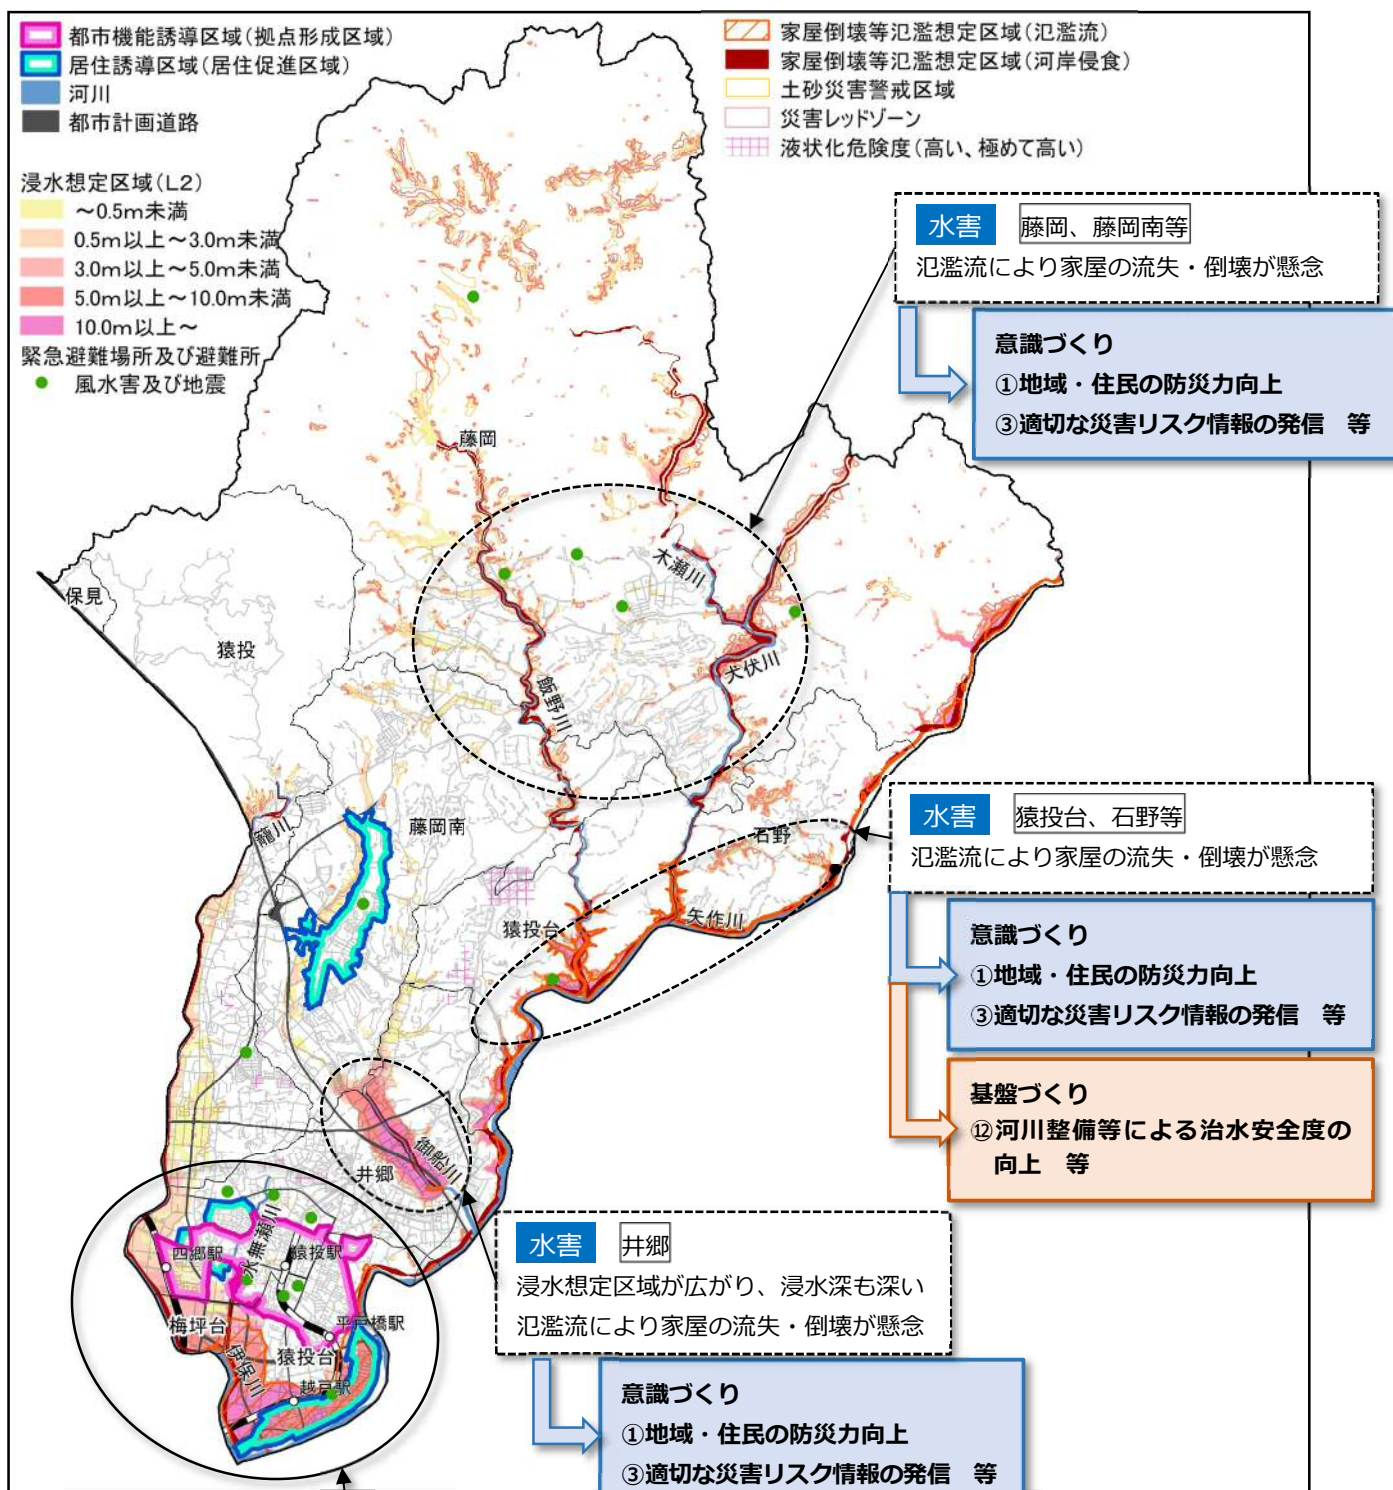 都市機能誘導区域(拠点形成区域)
居住誘導区域(居住促進区域)
河川
都市計画道路
浸水想定区域(L2)
～0.5m未満
0.5m以上～3.0m未満
3.0m以上～5.0m未満
5.0m以上～10.0m未満
10.0m以上～
緊急避難場所及び避難所
風水害及び地震
家屋倒壊等氾濫想定区域(氾濫流)
家屋倒壊等氾濫想定区域(河岸侵食)
土砂災害警戒区域
災害レッドゾーン
液状化危険度(高い、極めて高い)
水害 藤岡、藤岡南等
氾濫流により家屋の流失・倒壊が懸念
意識づくり
①地域・住民の防災力向上
③適切な災害リスク情報の発信 等
藤岡
木瀬川
保見
猿投
犬伏川
飯野川
籠川
藤岡南
石野
猿投台
矢作川
水害 猿投台、石野等
氾濫流により家屋の流失・倒壊が懸念
意識づくり
①地域・住民の防災力向上
③適切な災害リスク情報の発信 等
基盤づくり
⑫河川整備等による治水安全度の
向上 等
御船川
井郷
水無瀬川
四郷駅
猿投駅
梅坪台
平戸橋駅
猿投台
伊保川
越戸駅
水害 井郷
浸水想定区域が広がり、浸水深も深い
氾濫流により家屋の流失・倒壊が懸念
意識づくり
①地域・住民の防災力向上
③適切な災害リスク情報の発信 等